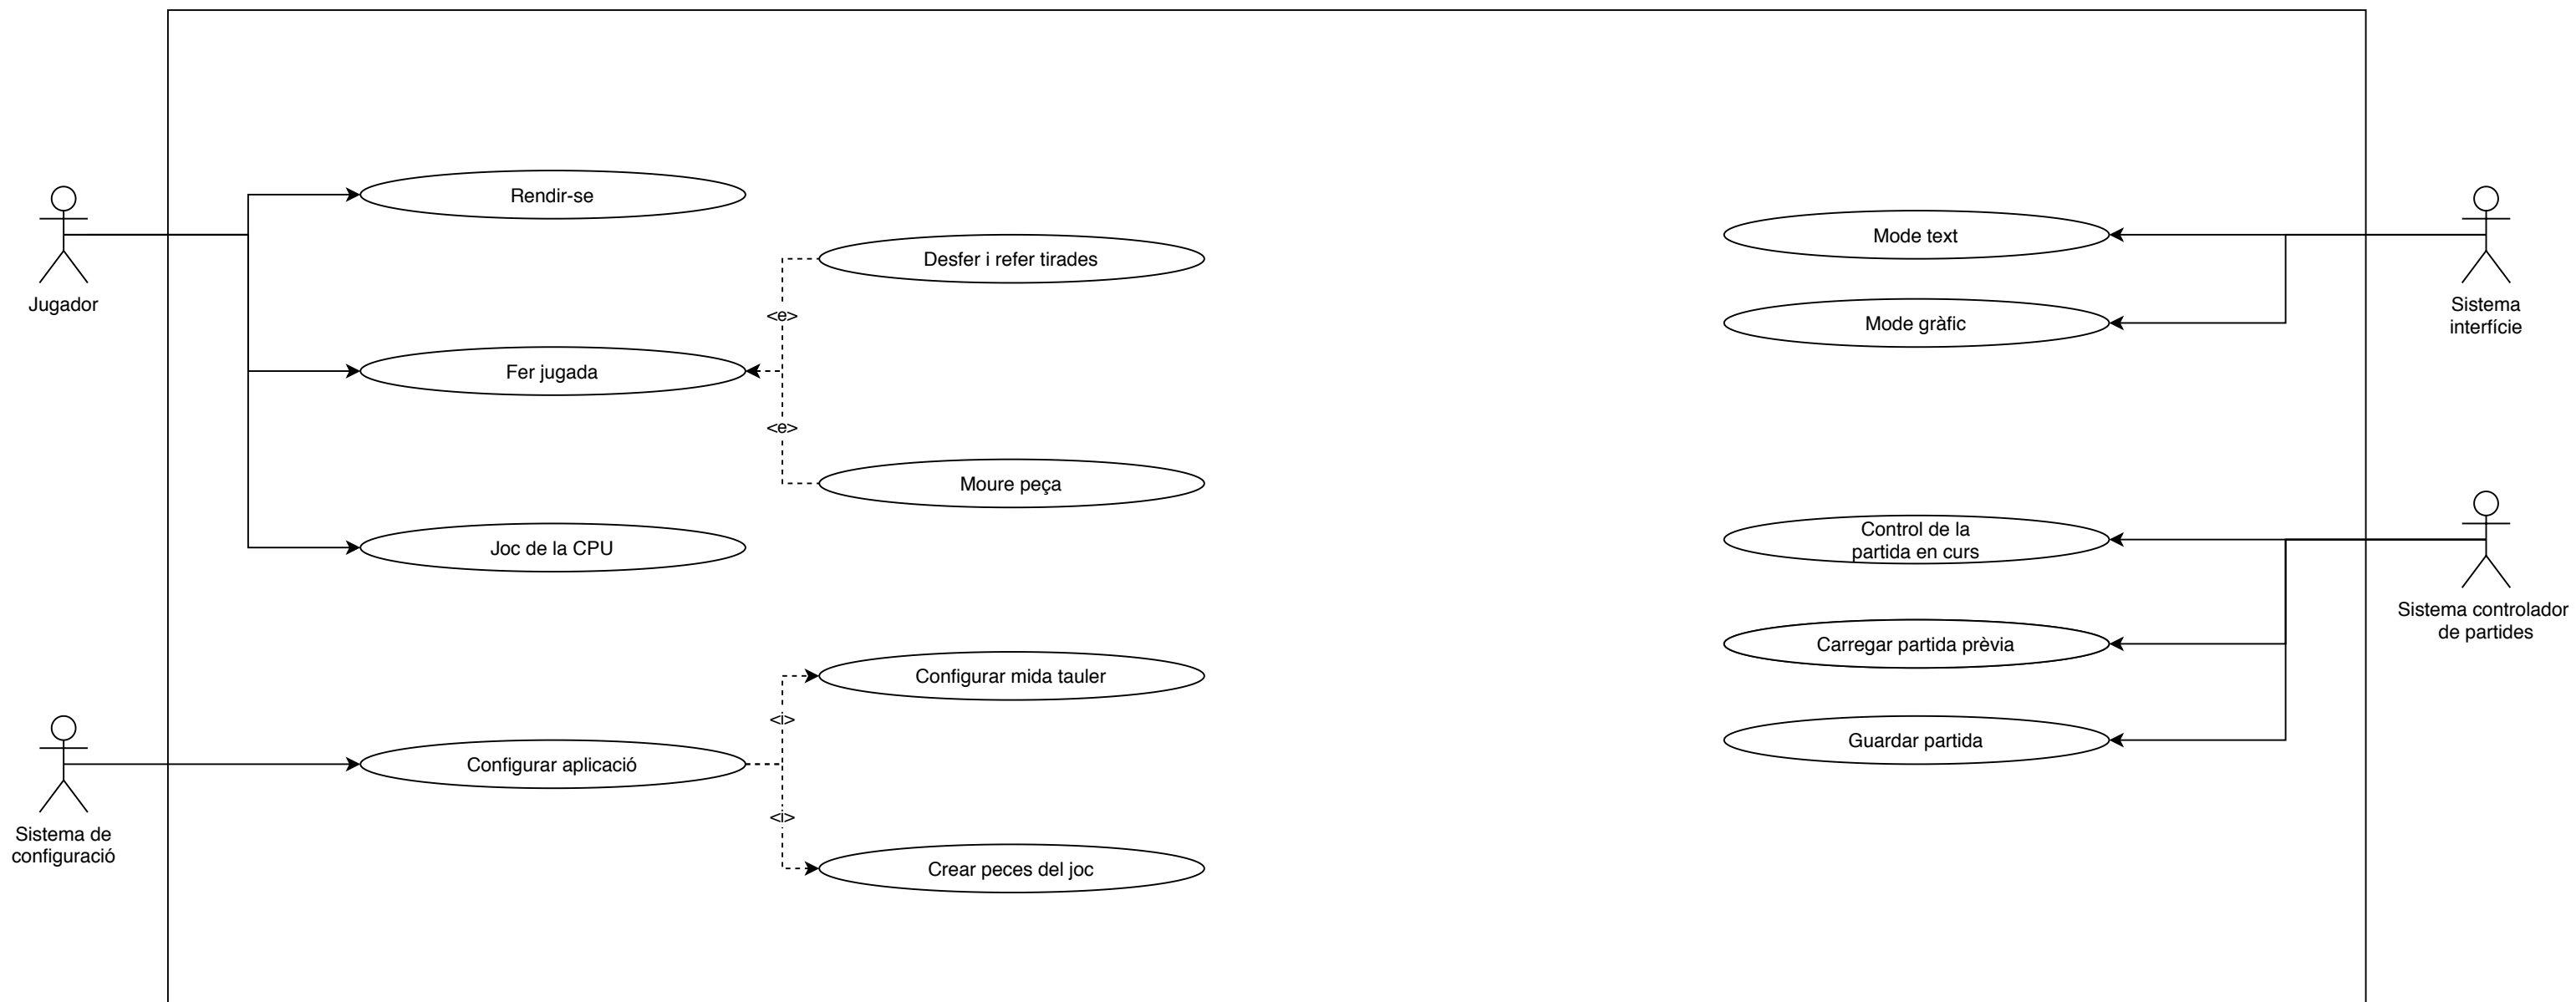 Rendir-se
Desfer i refer tirades
Mode text
Jugador
<e>
Sistema
interfície
Mode gràfic
Fer jugada
<e>
Moure peça
Joc de la CPU
Control de la
partida en curs
Sistema controlador
de partides
Carregar partida prèvia
Configurar mida tauler
<i>
Guardar partida
Configurar aplicació
<i>
Sistema de
configuració
Crear peces del joc